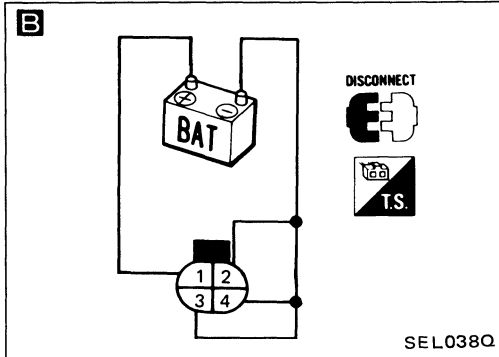 B
DISCONNECT
+ -
BAT
T.S.
1 2
3 4
SEL038Q